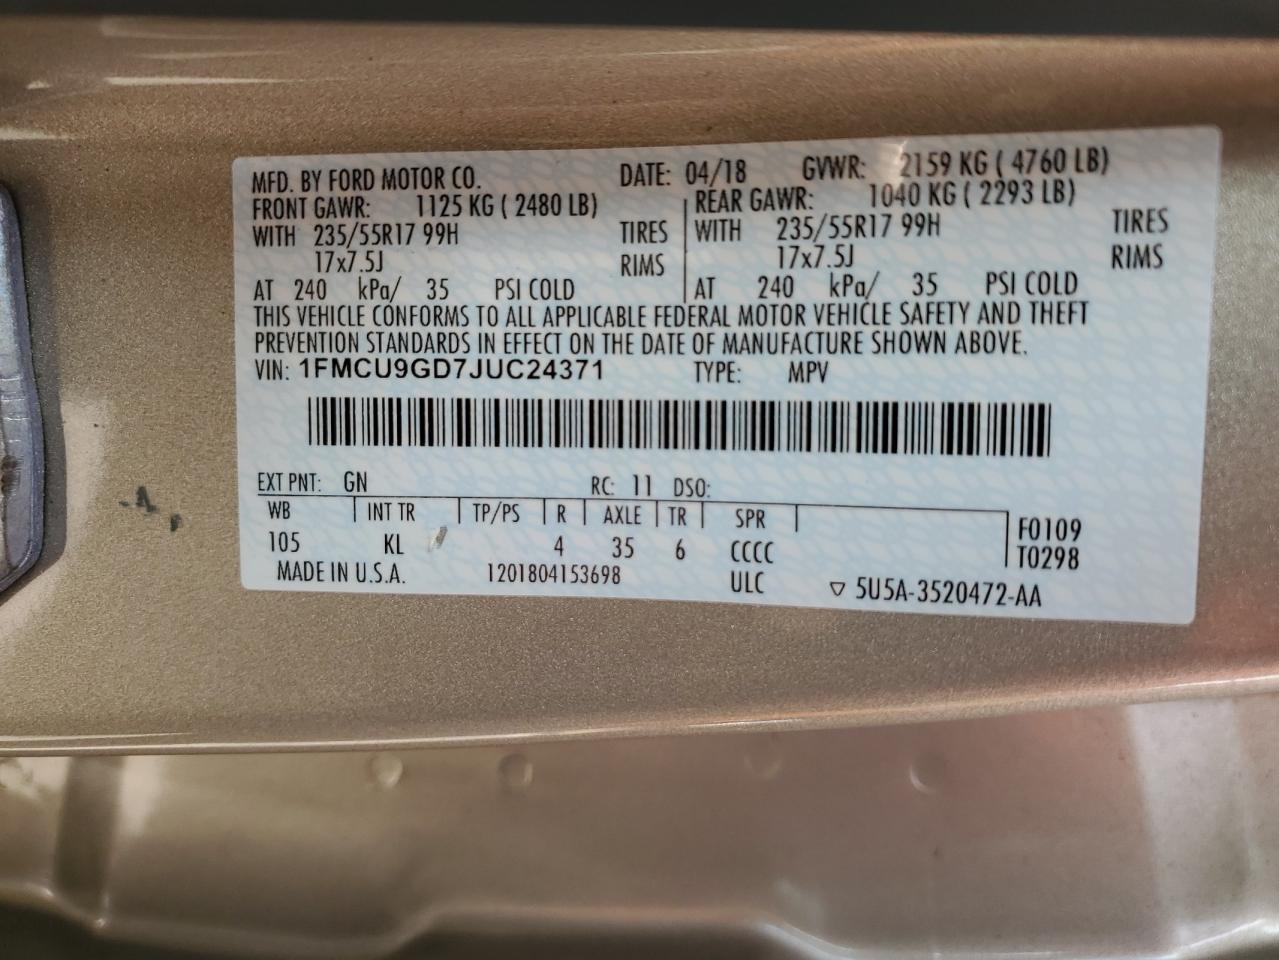 MFD. BY FORD MOTOR CO. DATE: 04/18 GVWR: 2159 KG ( 4760 LB)
FRONT GAWR: 1125 KG ( 2480 LB) REAR GAWR: 1040 KG ( 2293 LB)
WITH 235/55R17 99H TIRES WITH 235/55R17 99H TIRES
17x7.5J RIMS 17x7.5J RIMS
AT 240 kPa/ 35 PSI COLD AT 240 kPa/ 35 PSI COLD
THIS VEHICLE CONFORMS TO ALL APPLICABLE FEDERAL MOTOR VEHICLE SAFETY AND THEFT
PREVENTION STANDARDS IN EFFECT ON THE DATE OF MANUFACTURE SHOWN ABOVE.
VIN: 1FMCU9GD7JUC24371 TYPE: MPV
EXT PNT: GN RC: 11 DSO:
WB INT TR TP/PS R AXLE TR SPR F0109
105 KL 4 35 6 CCCC T0298
MADE IN U.S.A. 1201804153698 ULC ▽ 5U5A-3520472-AA